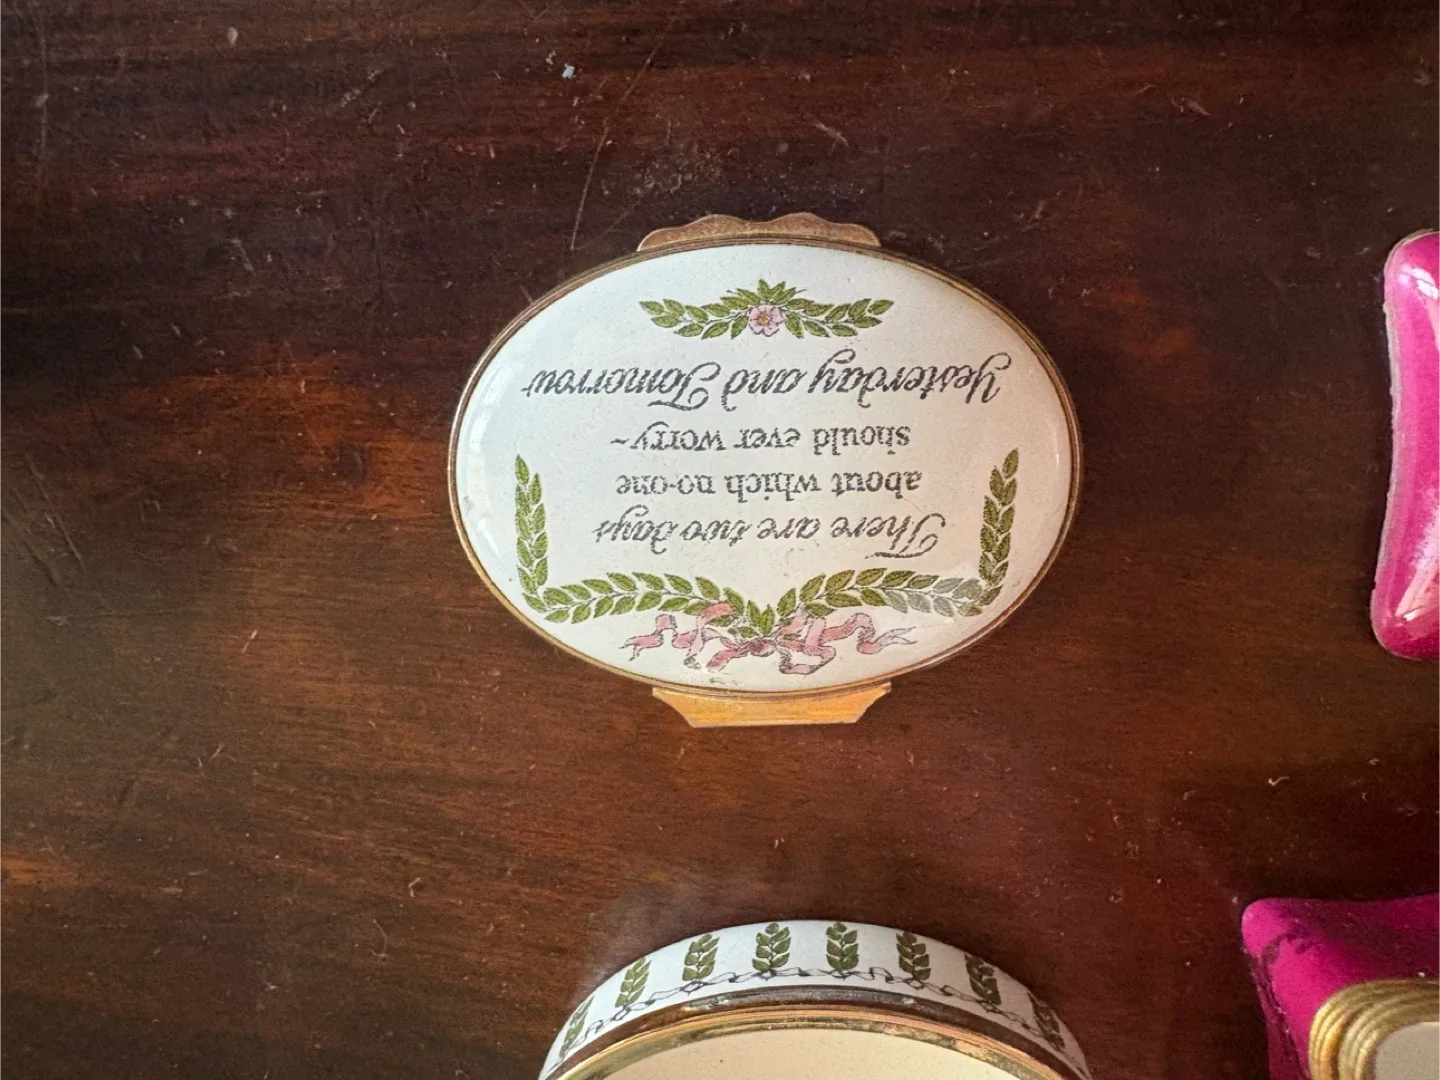 There are two days
about which no-one
should ever worry~
Yesterday and Tomorrow